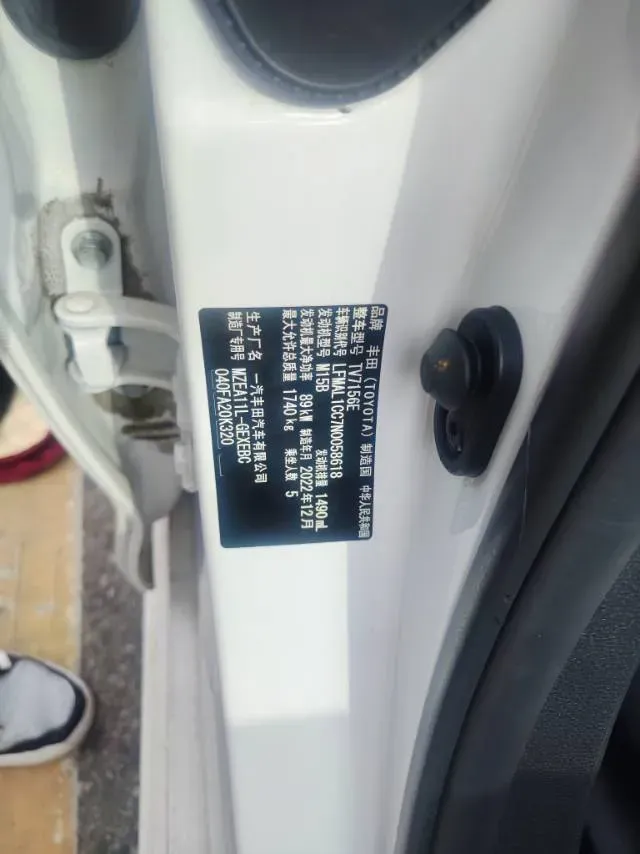 品牌 丰田(TOYOTA) 制造国 中华人民共和国
整车型号 TV7156E
车辆识别代号 LFMAL1CC7N0058618
发动机型号 M15B 发动机排量 1490mL
发动机最大净功率 89kW 制造年月 2022年12月
最大允许总质量 1740kg 乘坐人数 5
生产厂名 一汽丰田汽车有限公司
制造厂专用号 MZEA11L-GEXEBC
040FA20K320